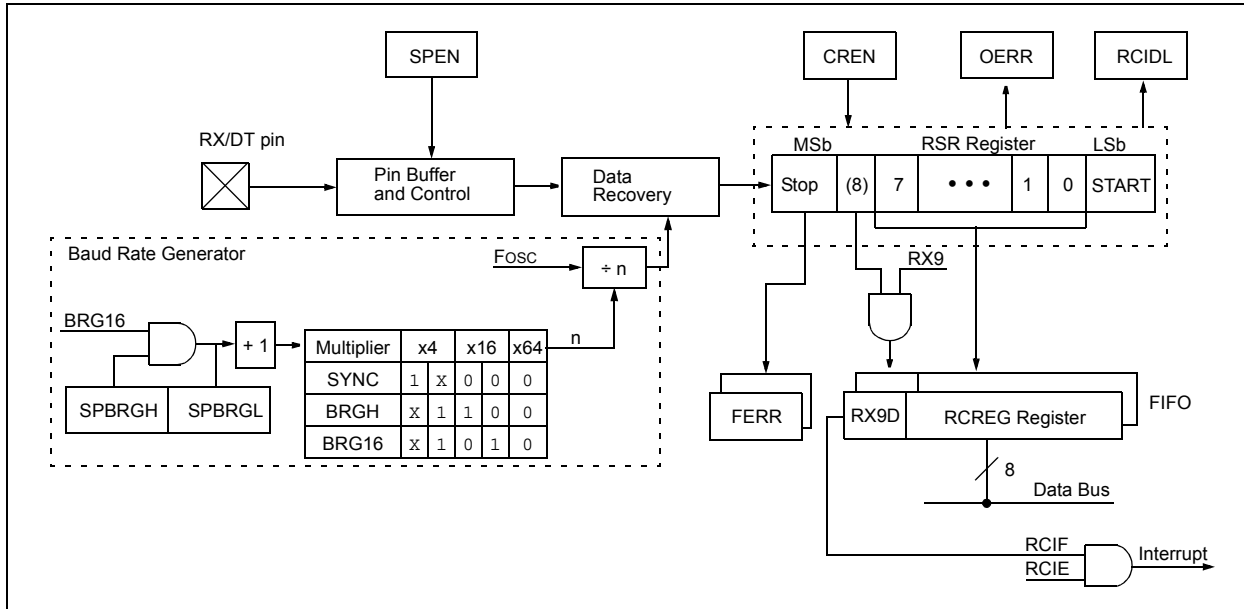 SPEN
CREN
OERR
RCIDL
RX/DT pin
Pin Buffer
and Control
Data
Recovery
MSb
RSR Register
LSb
Stop (8) 7 • • • 1 0 START
Baud Rate Generator
FOSC
÷ n
RX9
BRG16
+ 1
n
Multiplier x4 x16 x64
SYNC 1 X 0 0 0
BRGH X 1 1 0 0
BRG16 X 1 0 1 0
SPBRGH SPBRGL
FERR
RX9D RCREG Register
FIFO
8
Data Bus
RCIF
RCIE
Interrupt